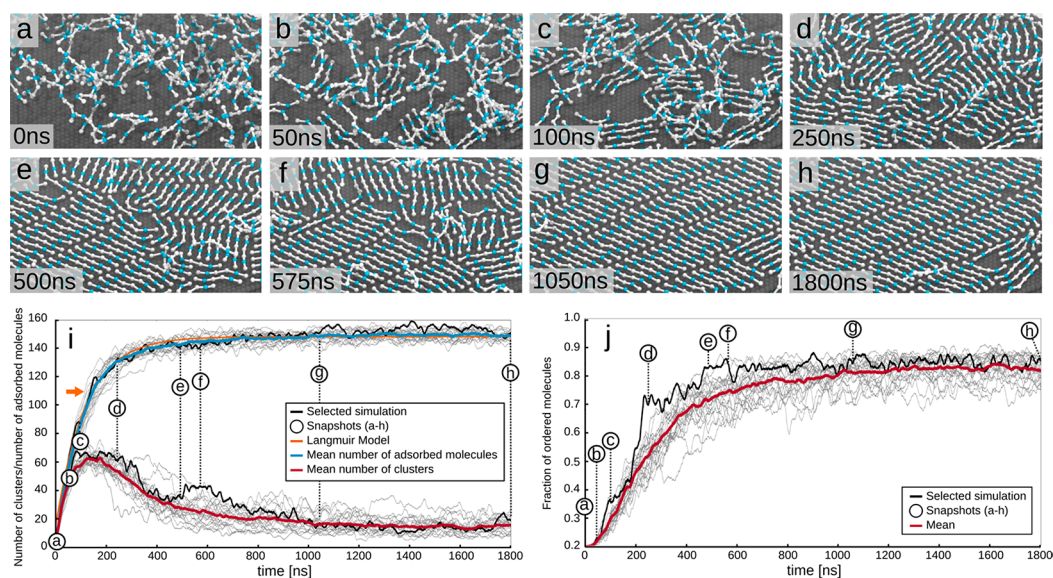 a
b
c
d
0ns
50ns
100ns
250ns
e
f
g
h
500ns
575ns
1050ns
1800ns
Number of clusters/number of adsorbed molecules
160
140
120
100
80
60
40
20
0
i
a
b
c
d
e
f
g
h
Selected simulation
Snapshots (a-h)
Langmuir Model
Mean number of adsorbed molecules
Mean number of clusters
0 200 400 600 800 1000 1200 1400 1600 1800
time [ns]
Fraction of ordrered molecules
1.0
0.9
0.8
0.7
0.6
0.5
0.4
0.3
0.2
j
a
b
c
d
e
f
g
h
Selected simulation
Snapshots (a-h)
Mean
0 200 400 600 800 1000 1200 1400 1600 1800
time [ns]